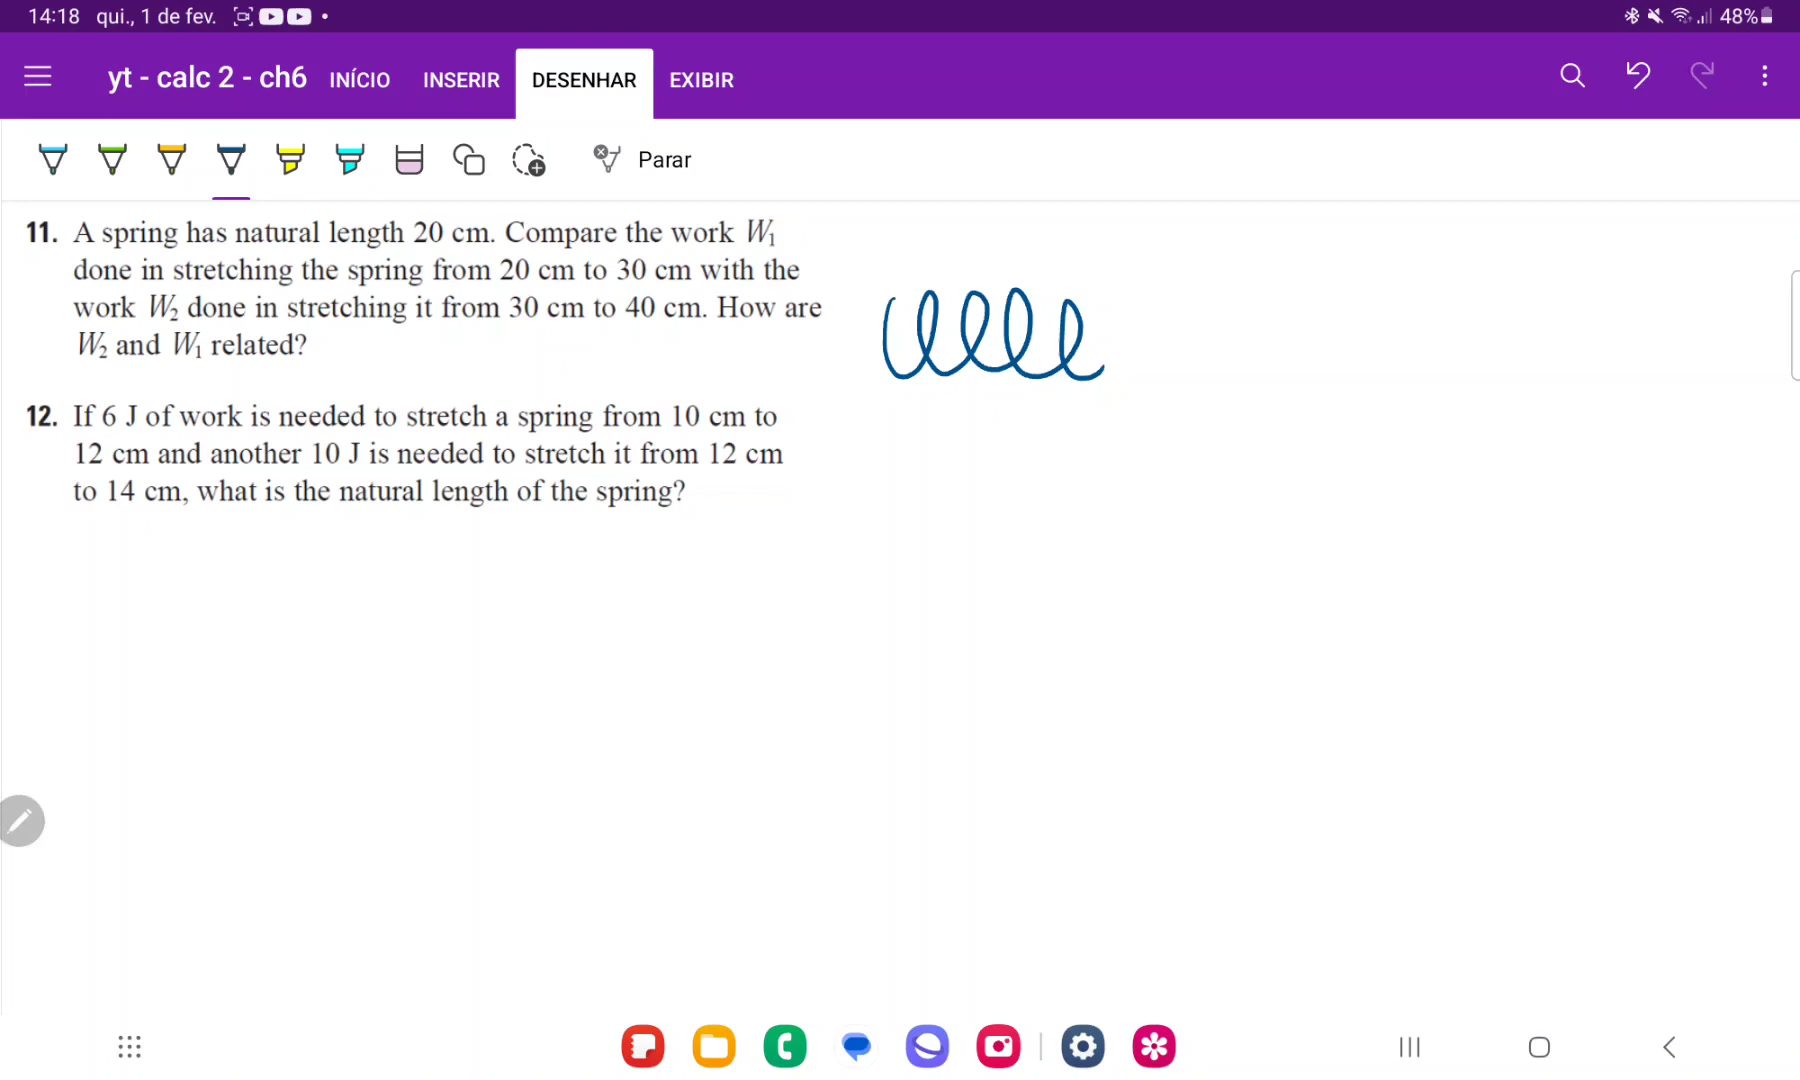 14:18 qui., 1 de fev. 48%
yt - calc 2 - ch6 INÍCIO INSERIR DESENHAR EXIBIR
Parar
11. A spring has natural length 20 cm. Compare the work W₁
done in stretching the spring from 20 cm to 30 cm with the
work W₂ done in stretching it from 30 cm to 40 cm. How are
W₂ and W₁ related?
12. If 6 J of work is needed to stretch a spring from 10 cm to
12 cm and another 10 J is needed to stretch it from 12 cm
to 14 cm, what is the natural length of the spring?